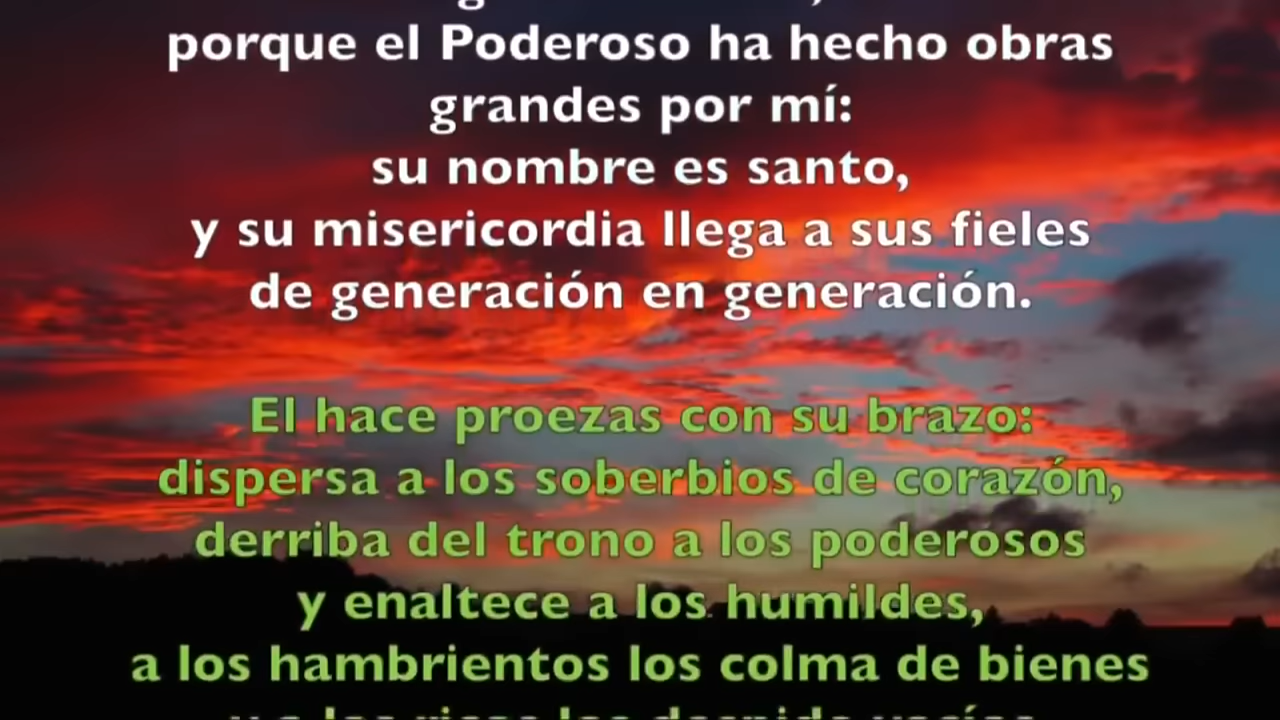 porque el Poderoso ha hecho obras
grandes por mí:
su nombre es santo,
y su misericordia llega a sus fieles
de generación en generación.
El hace proezas con su brazo:
dispersa a los soberbios de corazón,
derriba del trono a los poderosos
y enaltece a los humildes,
a los hambrientos los colma de bienes